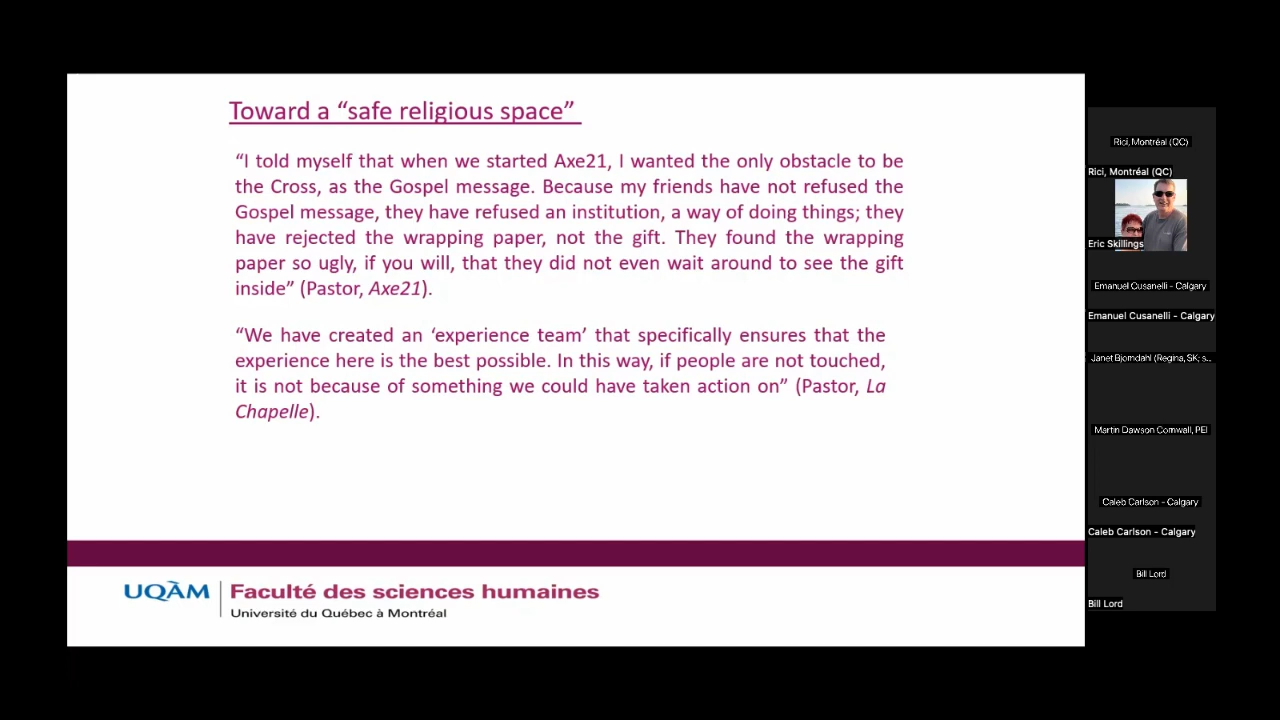 Toward a “safe religious space”
“I told myself that when we started Axe21, I wanted the only obstacle to be
the Cross, as the Gospel message. Because my friends have not refused the
Gospel message, they have refused an institution, a way of doing things; they
have rejected the wrapping paper, not the gift. They found the wrapping
paper so ugly, if you will, that they did not even wait around to see the gift
inside” (Pastor, Axe21).
“We have created an ‘experience team’ that specifically ensures that the
experience here is the best possible. In this way, if people are not touched,
it is not because of something we could have taken action on” (Pastor, La
Chapelle).
UQÀM
Faculté des sciences humaines
Université du Québec à Montréal
Rici, Montréal (QC)
Rici, Montréal (QC)
Eric Skillings
Emanuel Cusanelli - Calgary
Emanuel Cusanelli - Calgary
Janet Bjorndahl (Regina, SK; s...
Martin Dawson Cornwall, PEI
Caleb Carlson - Calgary
Caleb Carlson - Calgary
Bill Lord
Bill Lord